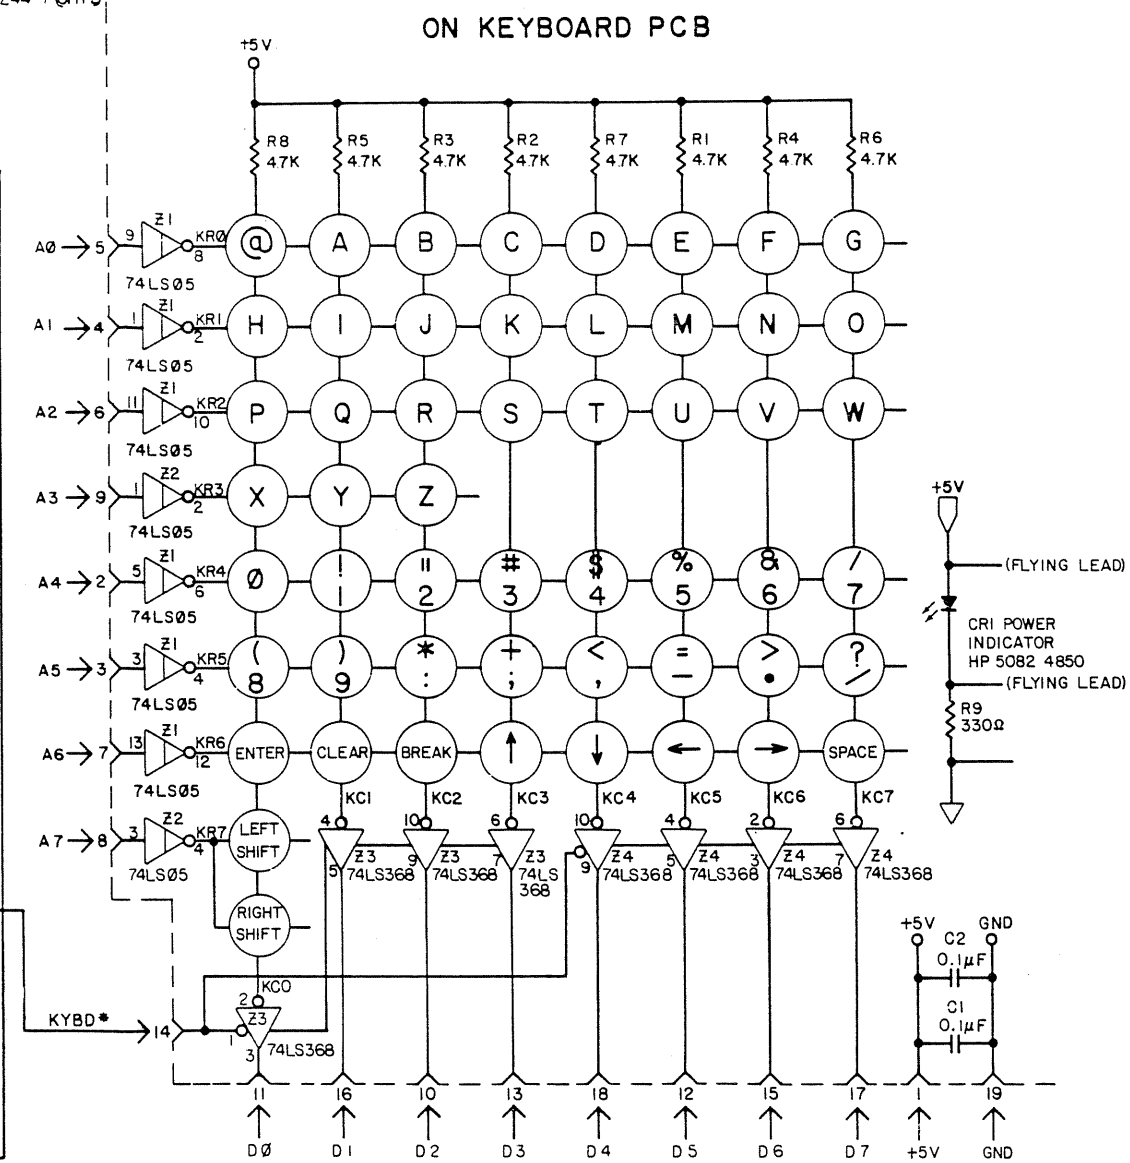 ON KEYBOARD PCB
+5V
R8 4.7K R5 4.7K R3 4.7K R2 4.7K R7 4.7K R1 4.7K R4 4.7K R6 4.7K
A0 5 9 Z1 KR0 8 @ A B C D E F G
74LS05
A1 4 1 Z1 KR1 2 H I J K L M N O
74LS05
A2 6 11 Z1 KR2 10 P Q R S T U V W
74LS05
A3 9 1 Z2 KR3 2 X Y Z
74LS05
A4 2 5 Z1 KR4 6 Ø ! 1 " 2 # 3 $ 4 % 5 & 6 / 7
74LS05
A5 3 3 Z1 KR5 4 ( 8 ) 9 * : + ; < , = - > . ? /
74LS05
A6 7 13 Z1 KR6 12 ENTER CLEAR BREAK ↑ ↓ ← → SPACE
74LS05
KC1 KC2 KC3 KC4 KC5 KC6 KC7
A7 8 3 Z2 KR7 4 LEFT SHIFT
74LS05
4 Z3 5 74LS368
10 Z3 9 74LS368
6 Z3 7 74LS 368
10 Z4 9 74LS368
4 Z4 5 74LS368
2 Z4 3 74LS368
6 Z4 7 74LS368
RIGHT SHIFT
KC0
KYBD* 14 1 2 Z3 3 74LS368
+5V
(FLYING LEAD)
CR1 POWER
INDICATOR
HP 5082 4850
(FLYING LEAD)
R9
330Ω
+5V GND
C2
0.1µF
C1
0.1µF
11 16 10 13 18 12 15 17 1 19
DØ D1 D2 D3 D4 D5 D6 D7 +5V GND